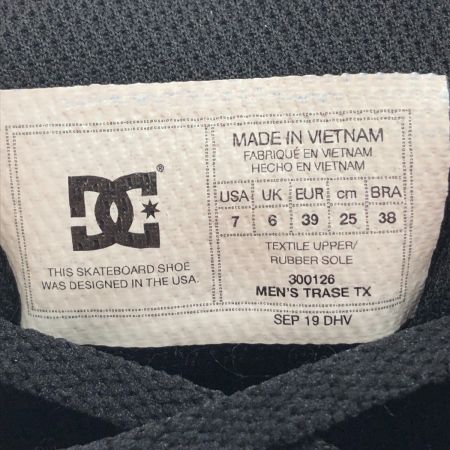 DC®
THIS SKATEBOARD SHOE
WAS DESIGNED IN THE USA.
MADE IN VIETNAM
FABRIQUÉ EN VIETNAM
HECHO EN VIETNAM
USA UK EUR cm BRA
7 6 39 25 38
TEXTILE UPPER/
RUBBER SOLE
300126
MEN'S TRASE TX
SEP 19 DHV